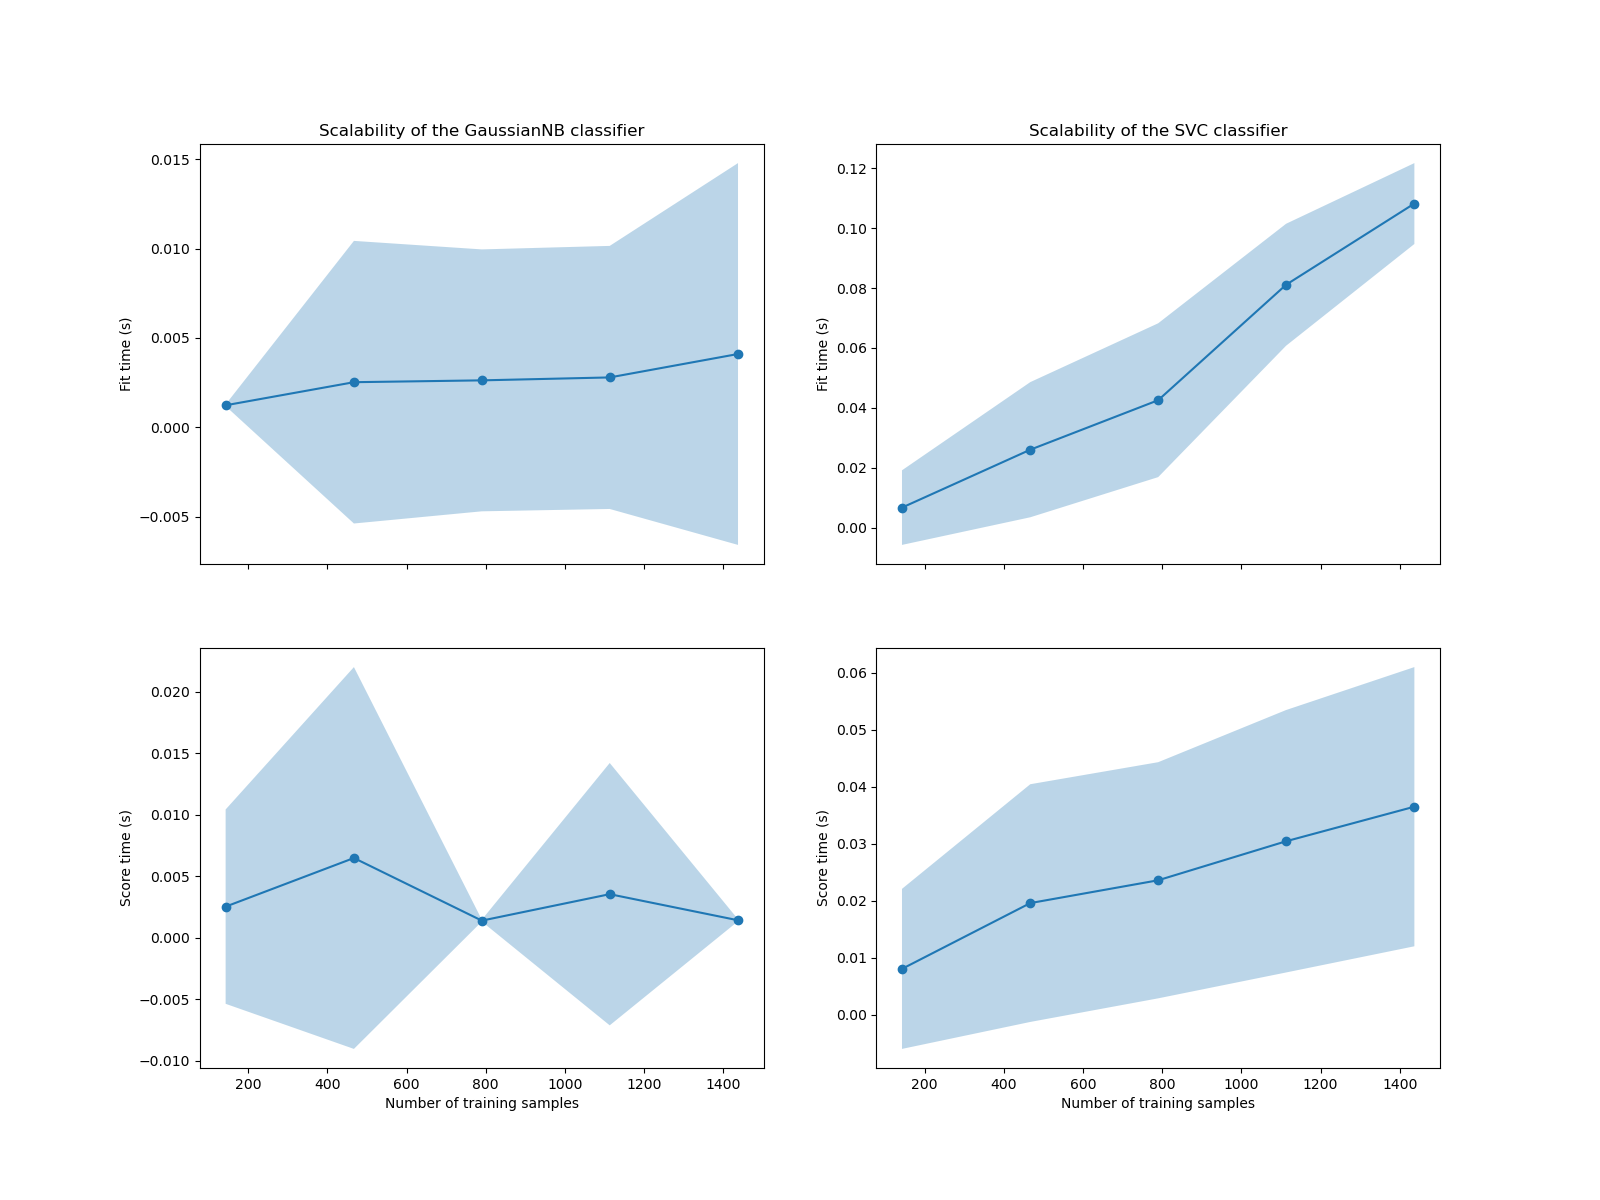 Scalability of the GaussianNB classifier
Scalability of the SVC classifier
0.015
0.010
0.005
0.000
−0.005
Fit time (s)
0.12
0.10
0.08
0.06
0.04
0.02
0.00
Fit time (s)
0.020
0.015
0.010
0.005
0.000
−0.005
−0.010
Score time (s)
200 400 600 800 1000 1200 1400
Number of training samples
0.06
0.05
0.04
0.03
0.02
0.01
0.00
Score time (s)
200 400 600 800 1000 1200 1400
Number of training samples